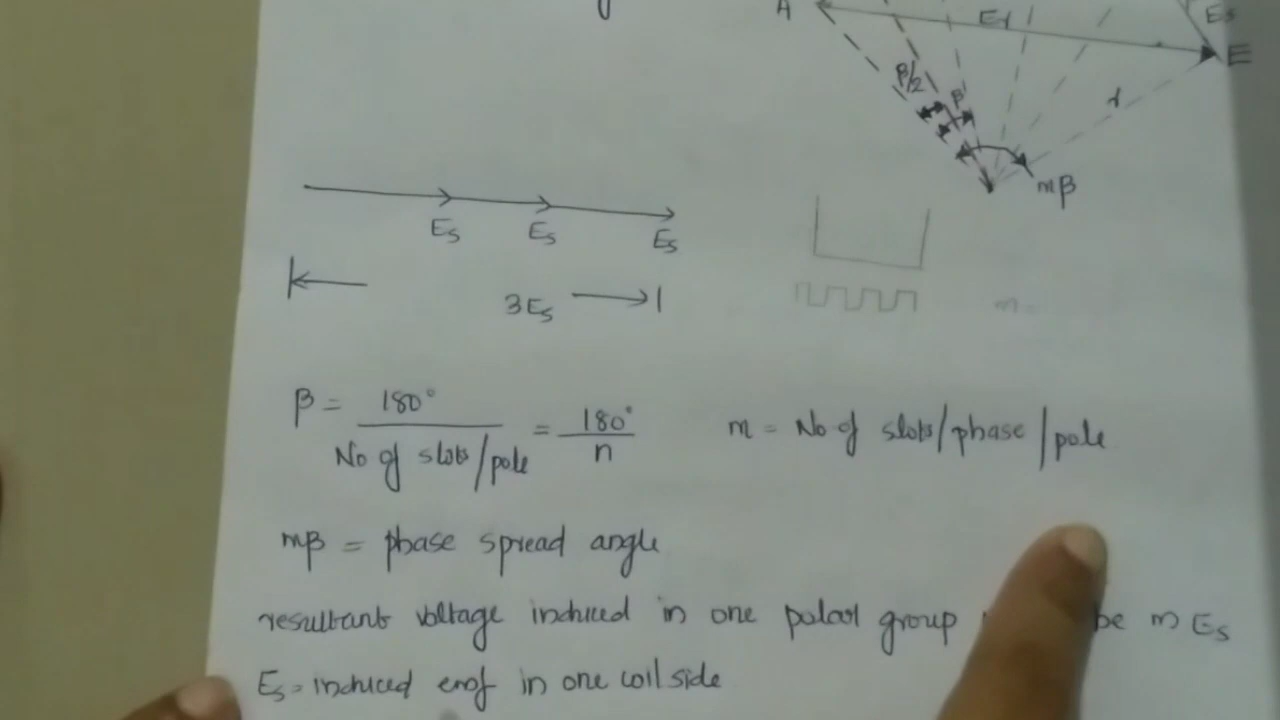 A
Er
Es
E
β/2
β
r
mβ
Es Es Es
3Es
m
β = 180° / No of slots/pole = 180° / n
m = No of slots/phase/pole
mβ = phase spread angle
resultant voltage induced in one polar group be m Es
Es = induced emf in one coil side